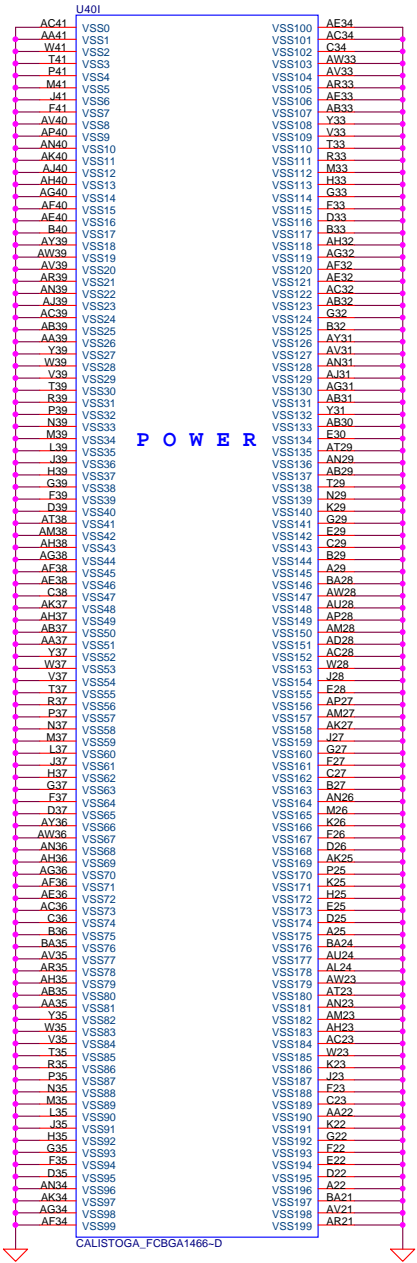 U40I
AC41 VSS0 VSS100 AE34
AA41 VSS1 VSS101 AC34
W41 VSS2 VSS102 C34
T41 VSS3 VSS103 AW33
P41 VSS4 VSS104 AV33
M41 VSS5 VSS105 AR33
J41 VSS6 VSS106 AE33
F41 VSS7 VSS107 AB33
AV40 VSS8 VSS108 Y33
AP40 VSS9 VSS109 V33
AN40 VSS10 VSS110 T33
AK40 VSS11 VSS111 R33
AJ40 VSS12 VSS112 M33
AH40 VSS13 VSS113 H33
AG40 VSS14 VSS114 G33
AF40 VSS15 VSS115 F33
AE40 VSS16 VSS116 D33
B40 VSS17 VSS117 B33
AY39 VSS18 VSS118 AH32
AW39 VSS19 VSS119 AG32
AV39 VSS20 VSS120 AF32
AR39 VSS21 VSS121 AE32
AN39 VSS22 VSS122 AC32
AJ39 VSS23 VSS123 AB32
AC39 VSS24 VSS124 G32
AB39 VSS25 VSS125 B32
AA39 VSS26 VSS126 AY31
Y39 VSS27 VSS127 AV31
W39 VSS28 VSS128 AN31
V39 VSS29 VSS129 AJ31
T39 VSS30 VSS130 AG31
R39 VSS31 VSS131 AB31
P39 VSS32 VSS132 Y31
N39 VSS33 VSS133 AB30
M39 VSS34 P O W E R VSS134 E30
L39 VSS35 VSS135 AT29
J39 VSS36 VSS136 AN29
H39 VSS37 VSS137 AB29
G39 VSS38 VSS138 T29
F39 VSS39 VSS139 N29
D39 VSS40 VSS140 K29
AT38 VSS41 VSS141 G29
AM38 VSS42 VSS142 E29
AH38 VSS43 VSS143 C29
AG38 VSS44 VSS144 B29
AF38 VSS45 VSS145 A29
AE38 VSS46 VSS146 BA28
C38 VSS47 VSS147 AW28
AK37 VSS48 VSS148 AU28
AH37 VSS49 VSS149 AP28
AB37 VSS50 VSS150 AM28
AA37 VSS51 VSS151 AD28
Y37 VSS52 VSS152 AC28
W37 VSS53 VSS153 W28
V37 VSS54 VSS154 J28
T37 VSS55 VSS155 E28
R37 VSS56 VSS156 AP27
P37 VSS57 VSS157 AM27
N37 VSS58 VSS158 AK27
M37 VSS59 VSS159 J27
L37 VSS60 VSS160 G27
J37 VSS61 VSS161 F27
H37 VSS62 VSS162 C27
G37 VSS63 VSS163 B27
F37 VSS64 VSS164 AN26
D37 VSS65 VSS165 M26
AY36 VSS66 VSS166 K26
AW36 VSS67 VSS167 F26
AN36 VSS68 VSS168 D26
AH36 VSS69 VSS169 AK25
AG36 VSS70 VSS170 P25
AF36 VSS71 VSS171 K25
AE36 VSS72 VSS172 H25
AC36 VSS73 VSS173 E25
C36 VSS74 VSS174 D25
B36 VSS75 VSS175 A25
BA35 VSS76 VSS176 BA24
AV35 VSS77 VSS177 AU24
AR35 VSS78 VSS178 AL24
AH35 VSS79 VSS179 AW23
AB35 VSS80 VSS180 AT23
AA35 VSS81 VSS181 AN23
Y35 VSS82 VSS182 AM23
W35 VSS83 VSS183 AH23
V35 VSS84 VSS184 AC23
T35 VSS85 VSS185 W23
R35 VSS86 VSS186 K23
P35 VSS87 VSS187 J23
N35 VSS88 VSS188 F23
M35 VSS89 VSS189 C23
L35 VSS90 VSS190 AA22
J35 VSS91 VSS191 K22
H35 VSS92 VSS192 G22
G35 VSS93 VSS193 F22
F35 VSS94 VSS194 E22
D35 VSS95 VSS195 D22
AN34 VSS96 VSS196 A22
AK34 VSS97 VSS197 BA21
AG34 VSS98 VSS198 AV21
AF34 VSS99 VSS199 AR21
CALISTOGA_FCBGA1466~D